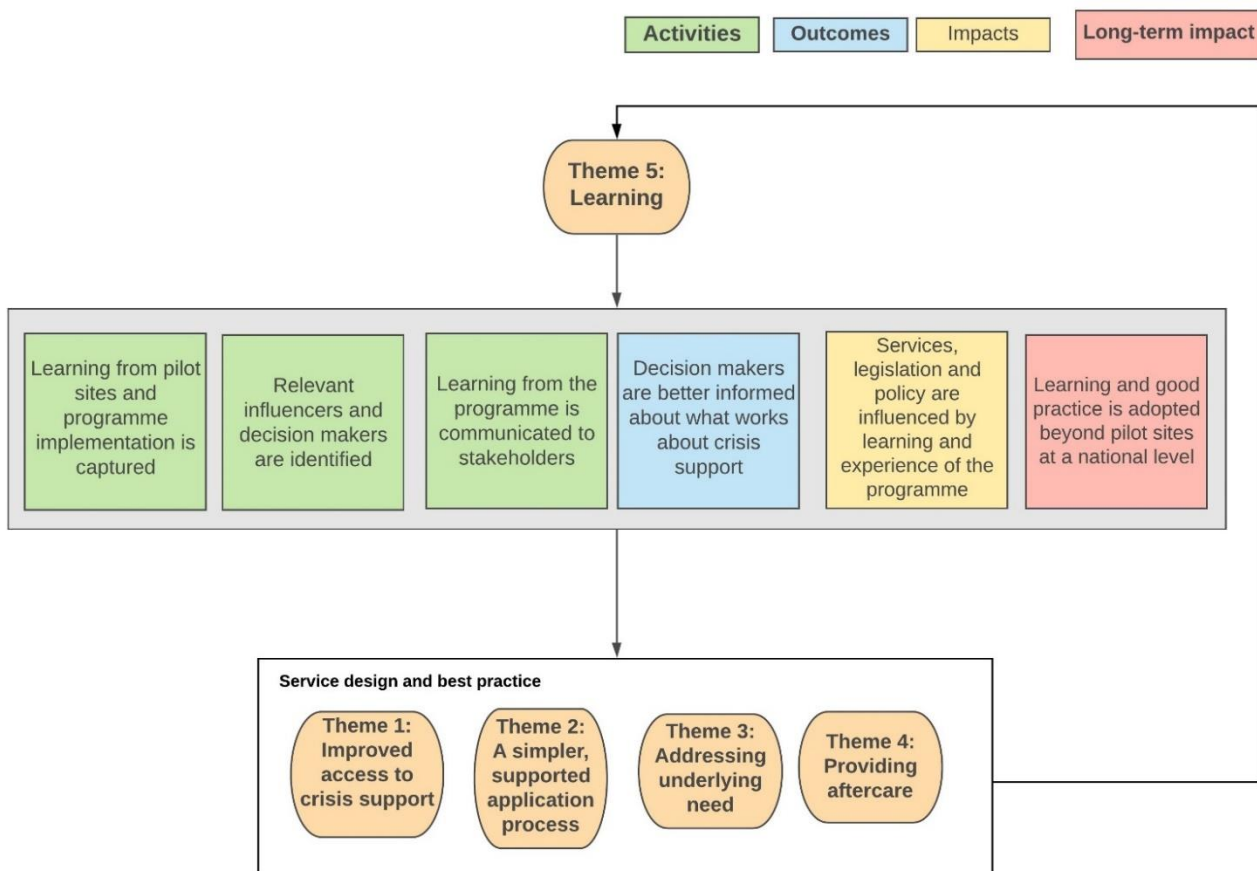 Activities
Outcomes
Impacts
Long-term impact
Theme 5:
Learning
Learning from pilot
sites and
programme
implementation is
captured
Relevant
influencers and
decision makers
are identified
Learning from the
programme is
communicated to
stakeholders
Decision makers
are better informed
about what works
about crisis
support
Services,
legislation and
policy are
influenced by
learning and
experience of the
programme
Learning and good
practice is adopted
beyond pilot sites
at a national level
Service design and best practice
Theme 1:
Improved
access to
crisis support
Theme 2:
A simpler,
supported
application
process
Theme 3:
Addressing
underlying
need
Theme 4:
Providing
aftercare